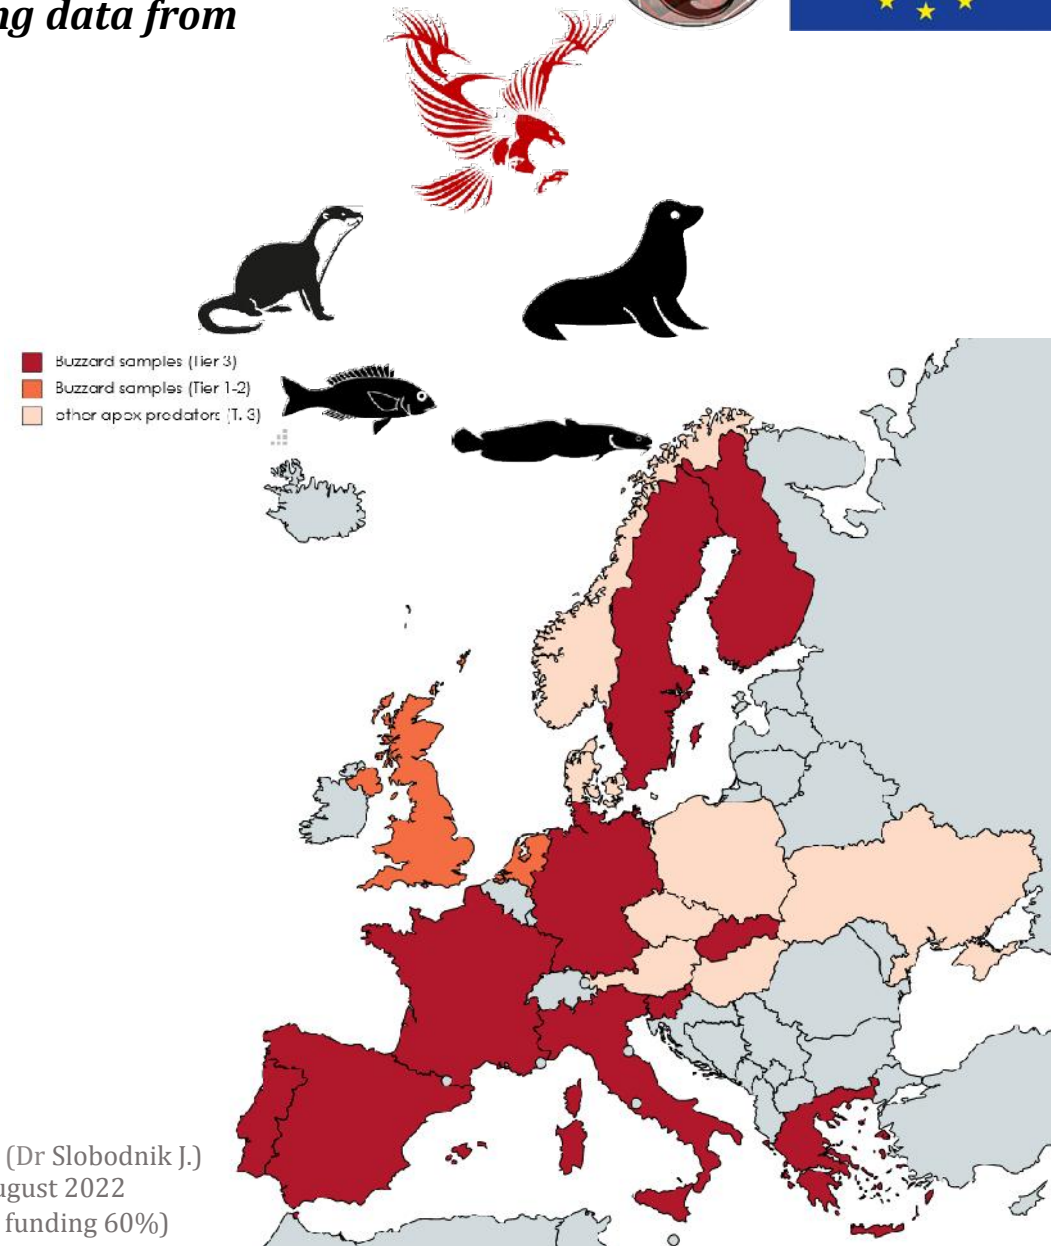 ng data from
Buzzard samples (Tier 3)
Buzzard samples (Tier 1-2)
other apex predators (T. 3)
(Dr Slobodnik J.)
ugust 2022
funding 60%)